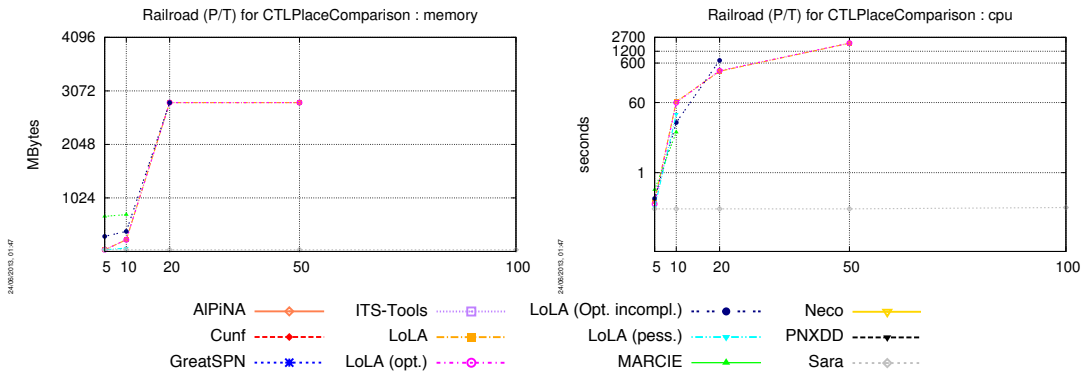 Railroad (P/T) for CTLPlaceComparison : memory
4096
3072
2048
1024
MBytes
5 10 20 50 100
24/06/2013, 01:47
Railroad (P/T) for CTLPlaceComparison : cpu
2700
1200
600
60
1
seconds
5 10 20 50 100
24/06/2013, 01:47
AlPiNA
Cunf
GreatSPN
ITS-Tools
LoLA
LoLA (opt.)
LoLA (Opt. incompl.)
LoLA (pess.)
MARCIE
Neco
PNXDD
Sara